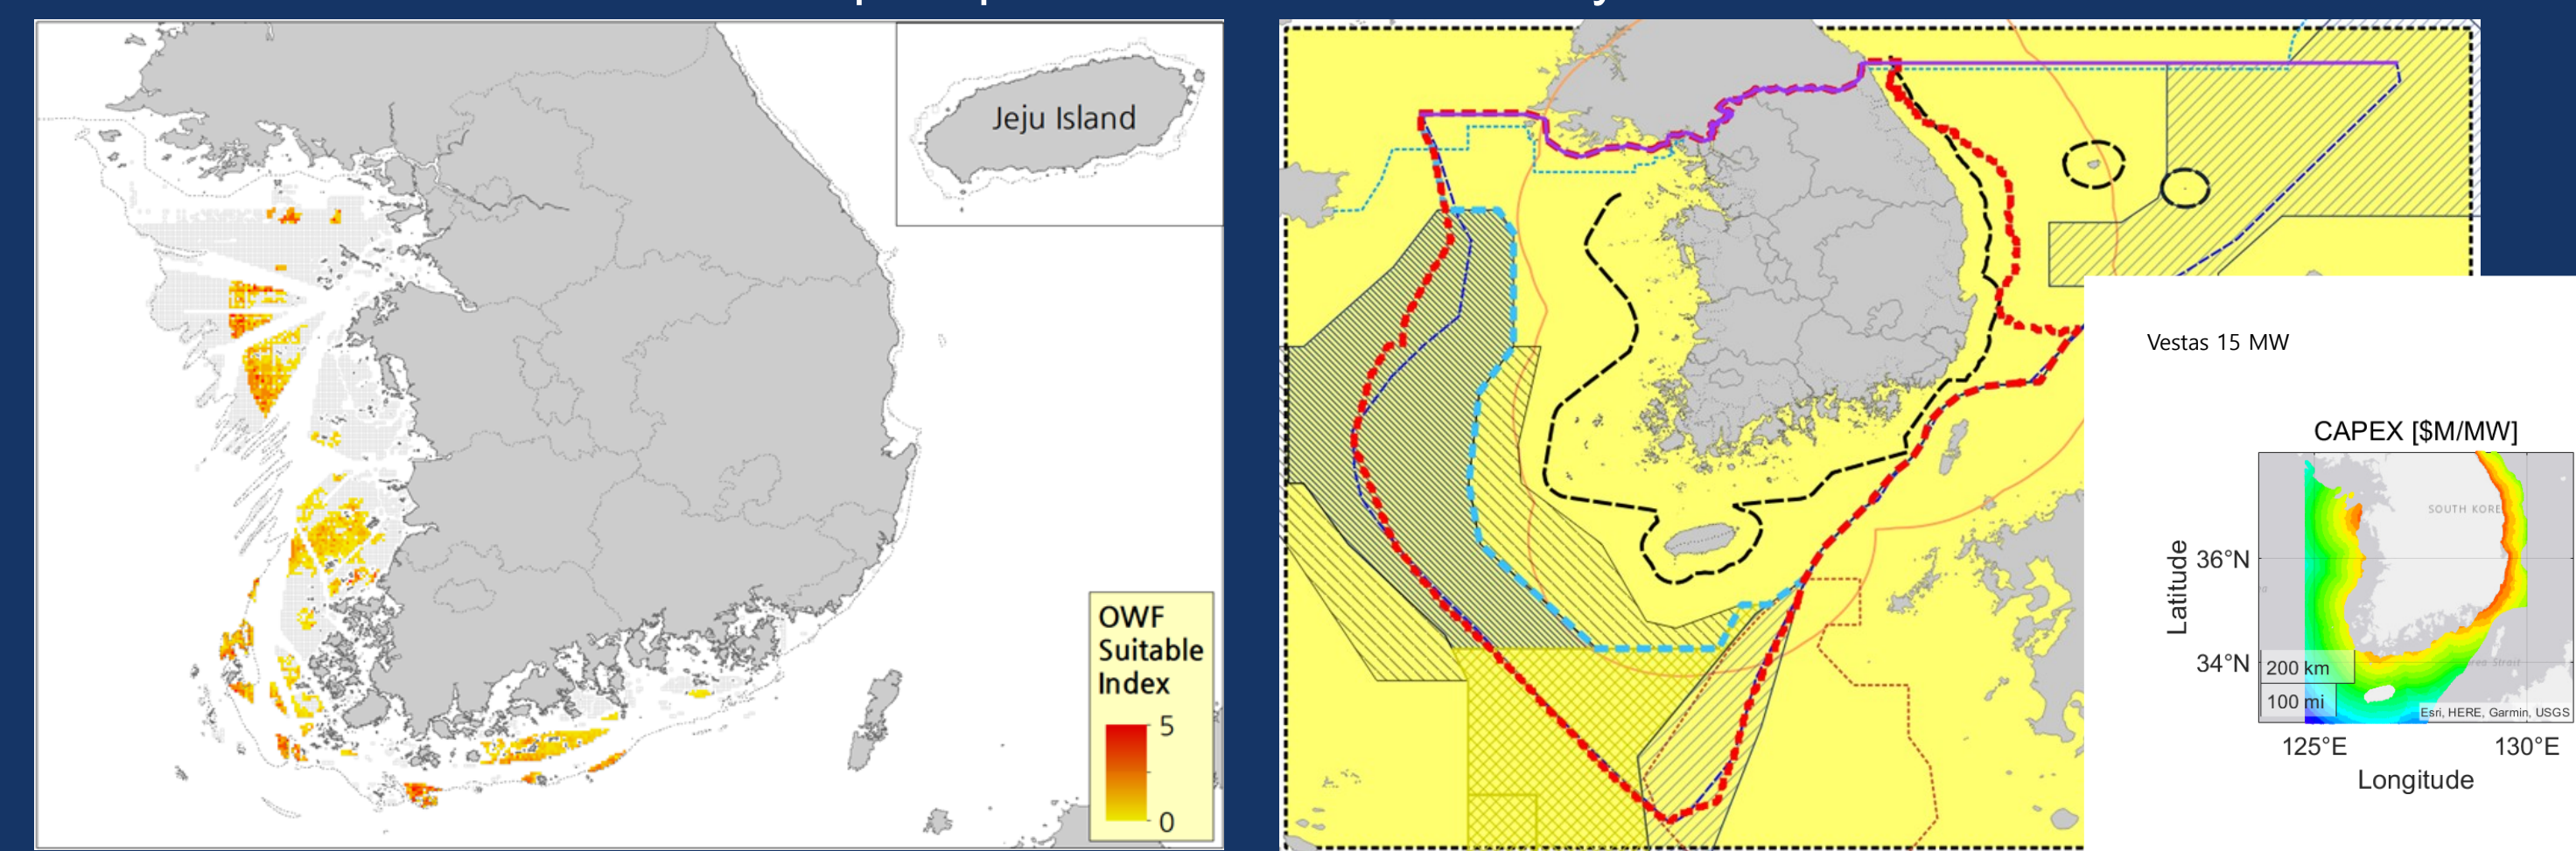 Jeju Island
OWF
Suitable
Index
5
0
Vestas 15 MW
CAPEX [$M/MW]
SOUTH KORE
36°N
34°N
Latitude
200 km
100 mi
Esri, HERE, Garmin, USGS
125°E
130°E
Longitude